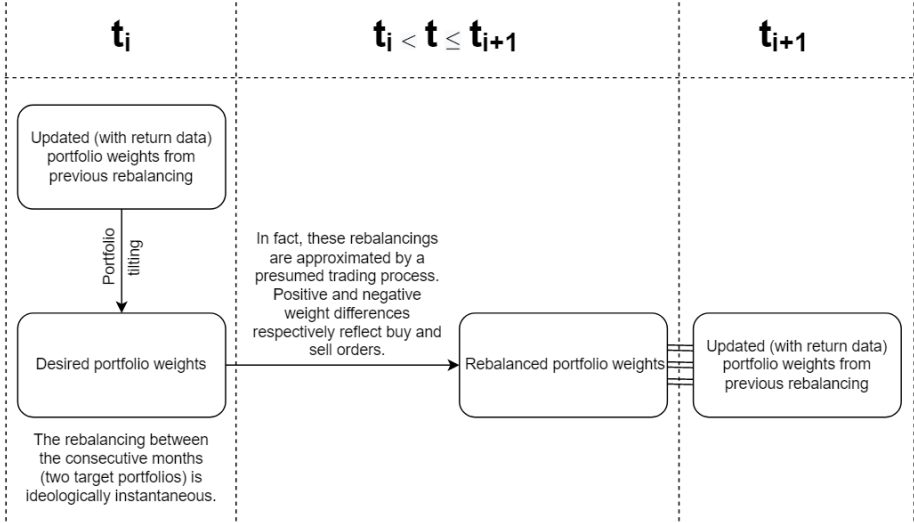 tᵢ
tᵢ < t ≤ tᵢ₊₁
tᵢ₊₁
Updated (with return data)
portfolio weights from
previous rebalancing
Portfolio
tilting
In fact, these rebalancings
are approximated by a
presumed trading process.
Positive and negative
weight differences
respectively reflect buy and
sell orders.
Desired portfolio weights
Rebalanced portfolio weights
Updated (with return data)
portfolio weights from
previous rebalancing
The rebalancing between
the consecutive months
(two target portfolios) is
ideologically instantaneous.